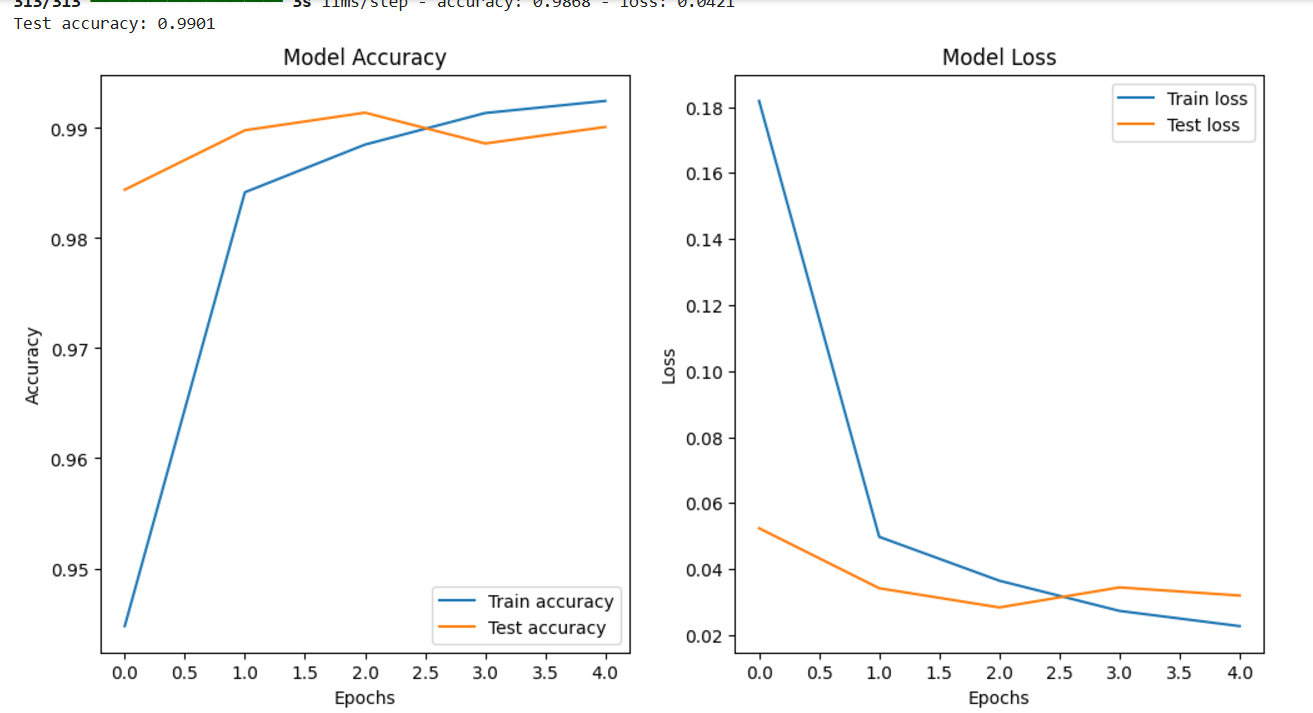 313/313 ━━━━━━━━━━━━━━━━━━━━ 3s 11ms/step - accuracy: 0.9868 - loss: 0.0421
Test accuracy: 0.9901
Model Accuracy
0.99
0.98
0.97
0.96
0.95
Accuracy
Train accuracy
Test accuracy
0.0 0.5 1.0 1.5 2.0 2.5 3.0 3.5 4.0
Epochs
Model Loss
Train loss
Test loss
0.18
0.16
0.14
0.12
0.10
0.08
0.06
0.04
0.02
Loss
0.0 0.5 1.0 1.5 2.0 2.5 3.0 3.5 4.0
Epochs